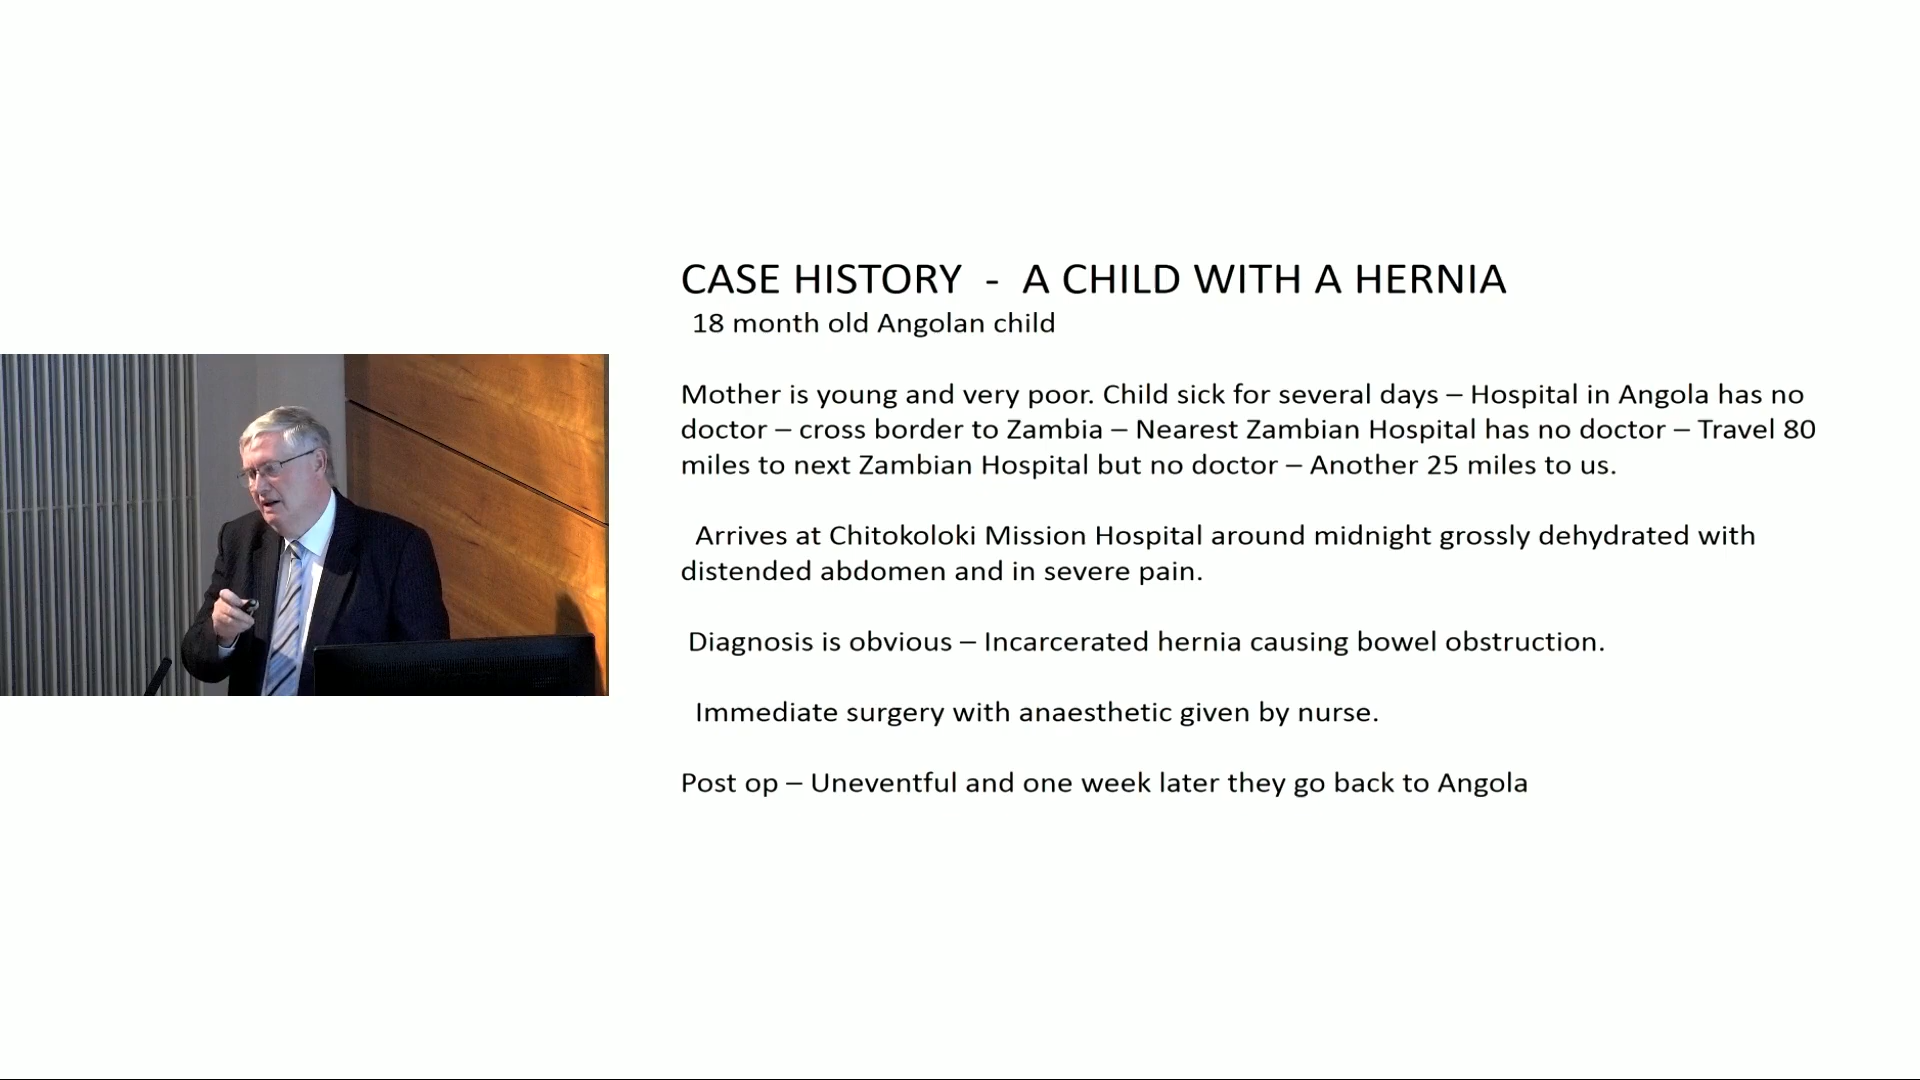 CASE HISTORY - A CHILD WITH A HERNIA
18 month old Angolan child
Mother is young and very poor. Child sick for several days – Hospital in Angola has no
doctor – cross border to Zambia – Nearest Zambian Hospital has no doctor – Travel 80
miles to next Zambian Hospital but no doctor – Another 25 miles to us.
Arrives at Chitokoloki Mission Hospital around midnight grossly dehydrated with
distended abdomen and in severe pain.
Diagnosis is obvious – Incarcerated hernia causing bowel obstruction.
Immediate surgery with anaesthetic given by nurse.
Post op – Uneventful and one week later they go back to Angola